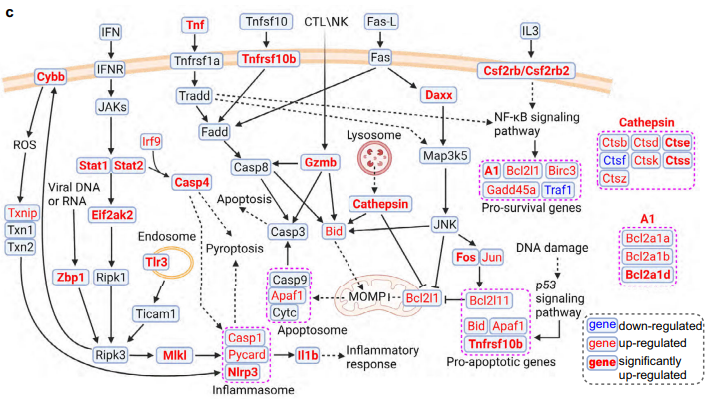 c
IFN
Tnf
Tnfsf10
CTL\NK
Fas-L
IL3
Cybb
IFNR
Tnfrsf1a
Tnfrsf10b
Fas
Csf2rb/Csf2rb2
JAKs
Tradd
Daxx
NF-κB signaling
pathway
Cathepsin
Ctsb
Ctsd
Ctse
Ctsf
Ctsk
Ctss
Ctsz
ROS
Irf9
Fadd
Lysosome
Map3k5
Stat1
Stat2
Casp8
Gzmb
A1
Bcl2l1
Birc3
Gadd45a
Traf1
Pro-survival genes
Viral DNA
or RNA
Casp4
Apoptosis
Cathepsin
Txnip
Txn1
Txn2
Eif2ak2
Casp3
Bid
JNK
A1
Bcl2a1a
Bcl2a1b
Bcl2a1d
Endosome
Pyroptosis
Fos
Jun
DNA damage
Zbp1
Ripk1
Tlr3
Casp9
Apaf1
Cytc
Apoptosome
MOMP
Bcl2l1
Bcl2l11
p53
signaling
pathway
Ticam1
Bid
Apaf1
Tnfrsf10b
Pro-apoptotic genes
Ripk3
Mlkl
Casp1
Pycard
Nlrp3
Inflammasome
Il1b
Inflammatory
response
gene down-regulated
gene up-regulated
gene significantly
up-regulated